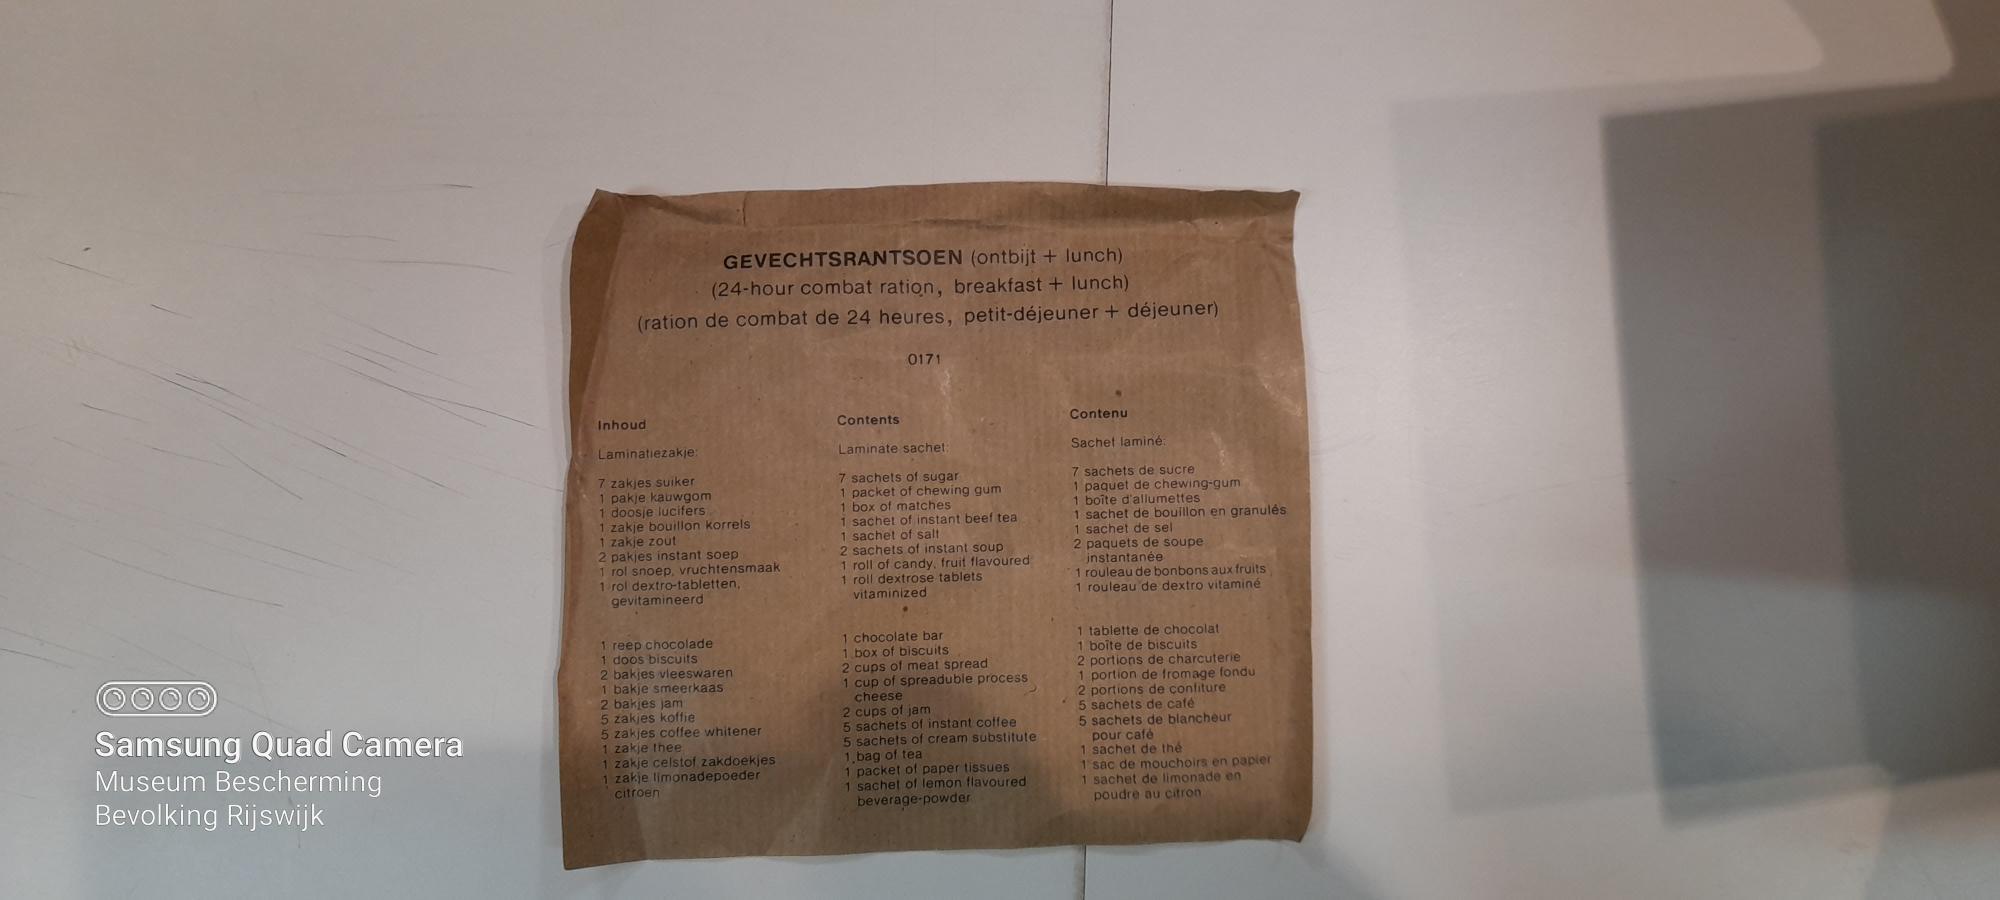 GEVECHTSRANTSOEN (ontbijt + lunch)
(24-hour combat ration, breakfast + lunch)
(ration de combat de 24 heures, petit-déjeuner + déjeuner)
0171
Inhoud
Laminatiezakje:
7 zakjes suiker
1 pakje kauwgom
1 doosje lucifers
1 zakje bouillon korrels
1 zakje zout
2 pakjes instant soep
1 rol snoep, vruchtensmaak
1 rol dextro-tabletten,
gevitamineerd
1 reep chocolade
1 doos biscuits
2 bakjes vleeswaren
1 bakje smeerkaas
2 bakjes jam
5 zakjes koffie
5 zakjes coffee whitener
1 zakje thee
1 zakje celstof zakdoekjes
1 zakje limonadepoeder
citroen
Contents
Laminate sachet:
7 sachets of sugar
1 packet of chewing gum
1 box of matches
1 sachet of instant beef tea
1 sachet of salt
2 sachets of instant soup
1 roll of candy, fruit flavoured
1 roll dextrose tablets
vitaminized
1 chocolate bar
1 box of biscuits
2 cups of meat spread
1 cup of spreaduble process
cheese
2 cups of jam
5 sachets of instant coffee
5 sachets of cream substitute
1 bag of tea
1 packet of paper tissues
1 sachet of lemon flavoured
beverage-powder
Contenu
Sachet laminé:
7 sachets de sucre
1 paquet de chewing-gum
1 boîte d'allumettes
1 sachet de bouillon en granulés
1 sachet de sel
2 paquets de soupe
instantanée
1 rouleau de bonbons aux fruits
1 rouleau de dextro vitaminé
1 tablette de chocolat
1 boîte de biscuits
2 portions de charcuterie
1 portion de fromage fondu
2 portions de confiture
5 sachets de café
5 sachets de blancheur
pour café
1 sachet de thé
1 sac de mouchoirs en papier
1 sachet de limonade en
poudre au citron
Samsung Quad Camera
Museum Bescherming
Bevolking Rijswijk